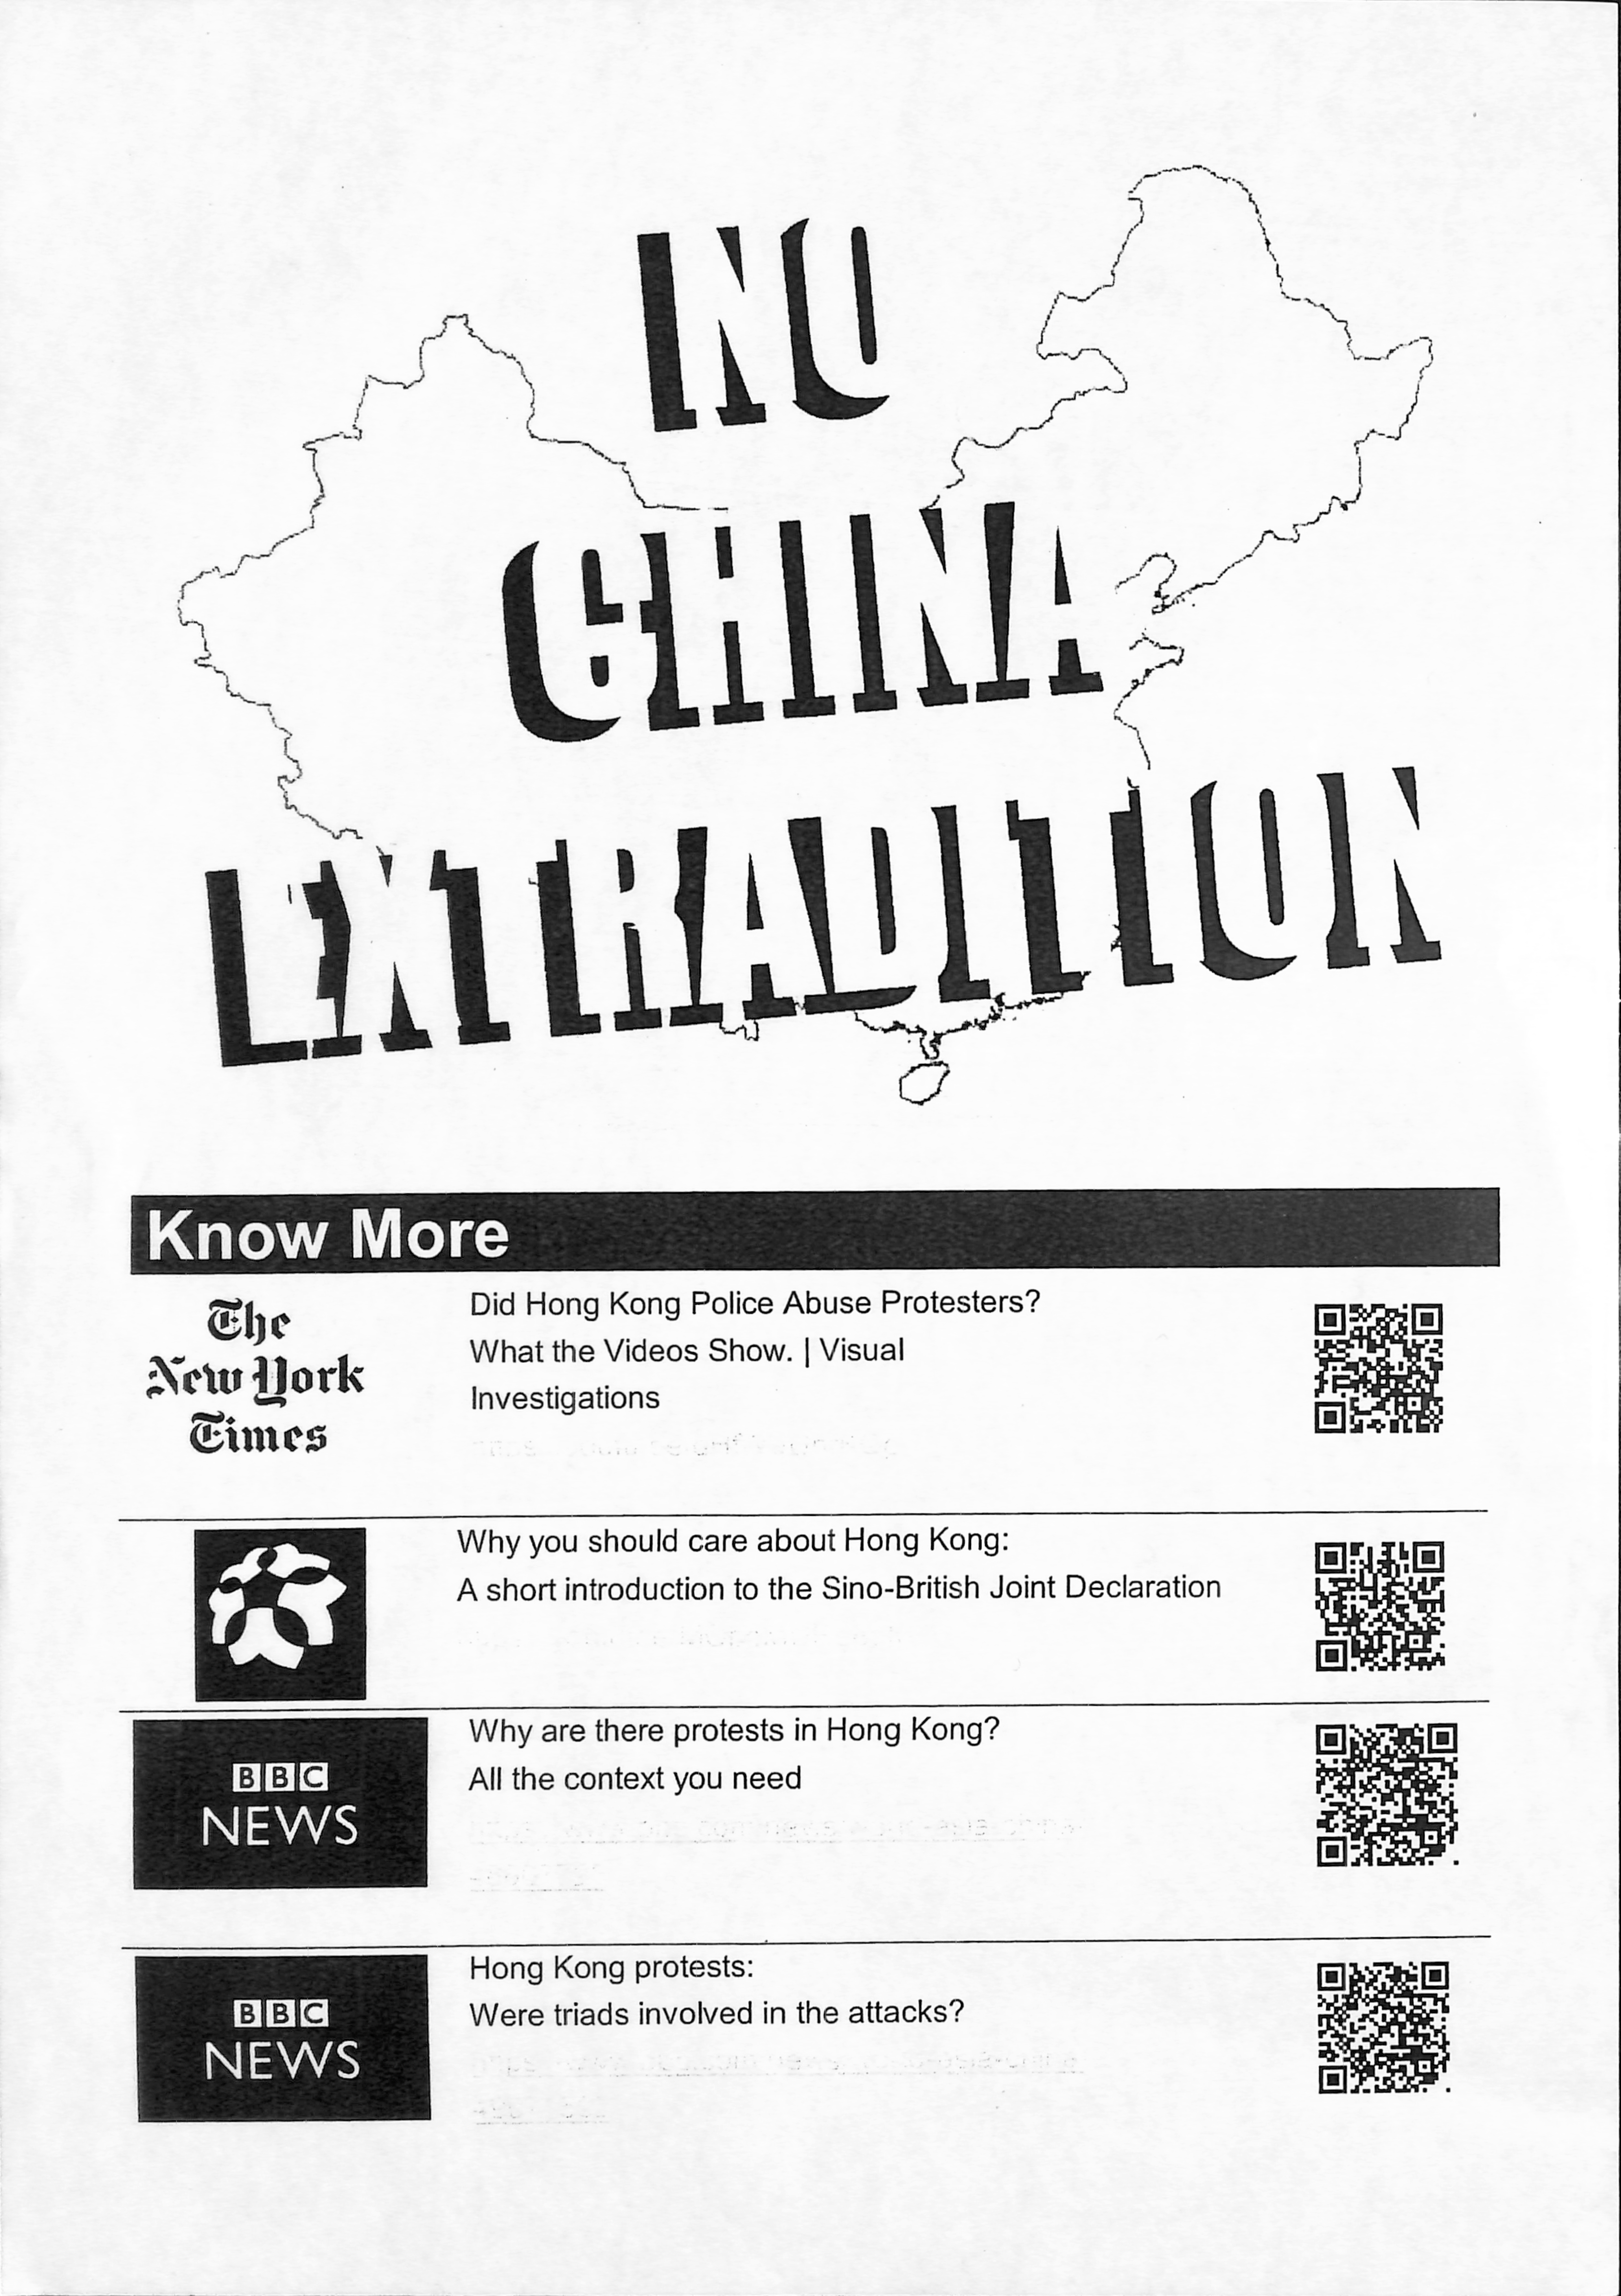 NO
CHINA
EXTRADITION
Know More
The
New York
Times
Did Hong Kong Police Abuse Protesters?
What the Videos Show. | Visual
Investigations
Why you should care about Hong Kong:
A short introduction to the Sino-British Joint Declaration
BBC
NEWS
Why are there protests in Hong Kong?
All the context you need
BBC
NEWS
Hong Kong protests:
Were triads involved in the attacks?